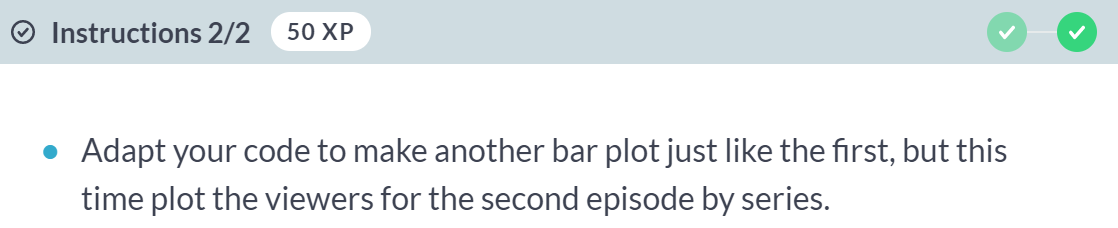 Instructions 2/2 50 XP
Adapt your code to make another bar plot just like the first, but this
time plot the viewers for the second episode by series.